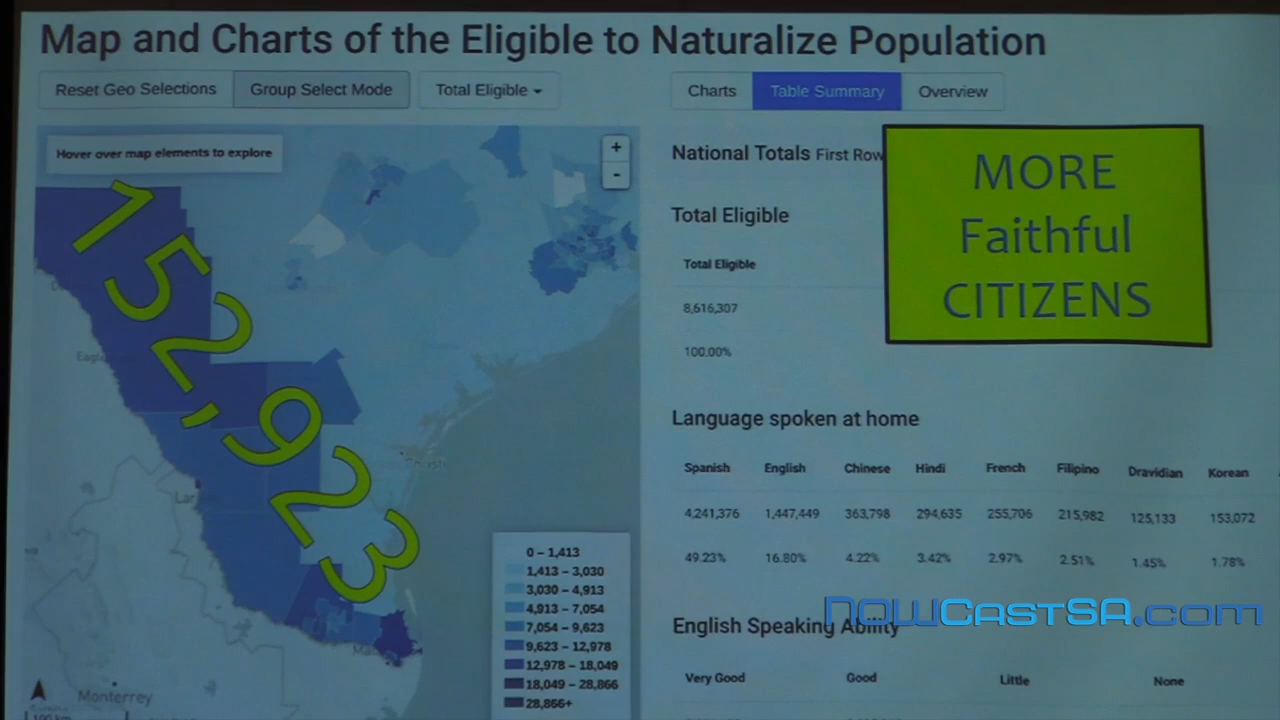 Map and Charts of the Eligible to Naturalize Population
Reset Geo Selections
Group Select Mode
Total Eligible
Charts
Table Summary
Overview
Hover over map elements to explore
+
-
152,923
Monterrey
0 – 1,413
1,413 – 3,030
3,030 – 4,913
4,913 – 7,054
7,054 – 9,623
9,623 – 12,978
12,978 – 18,049
18,049 – 28,866
28,866+
National Totals First Row
MORE
Faithful
CITIZENS
Total Eligible
Total Eligible
8,616,307
100.00%
Language spoken at home
Spanish English Chinese Hindi French Filipino Dravidian Korean
4,241,376 1,447,449 363,798 294,635 255,706 215,982 125,133 153,072
49.23% 16.80% 4.22% 3.42% 2.97% 2.51% 1.45% 1.78%
NOWCastSA.com
English Speaking Ability
Very Good Good Little None